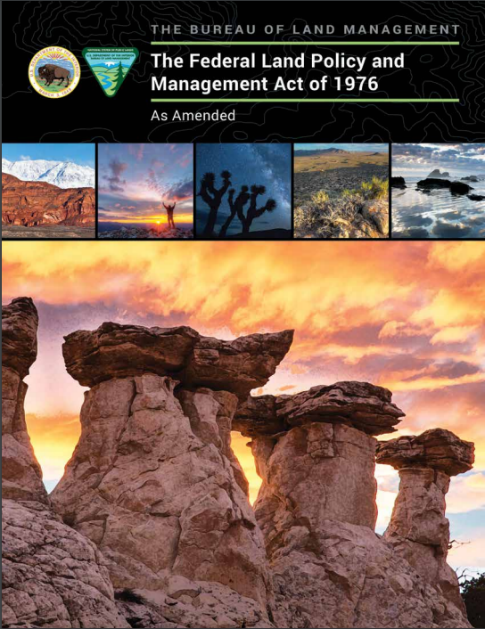 THE BUREAU OF LAND MANAGEMENT
The Federal Land Policy and
Management Act of 1976
As Amended